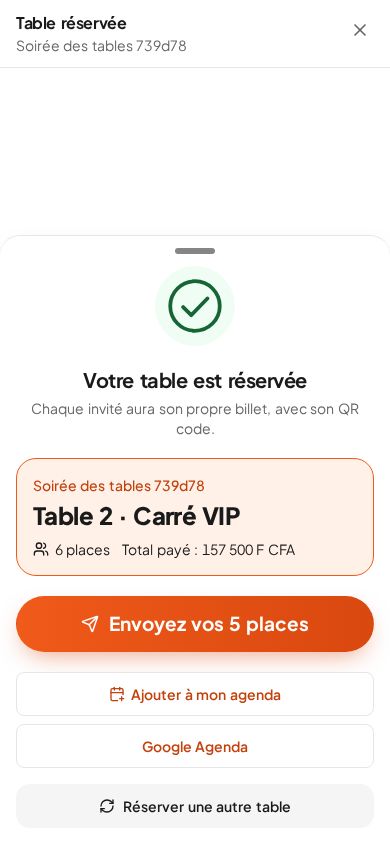 Table réservée
Soirée des tables 739d78
Votre table est réservée
Chaque invité aura son propre billet, avec son QR
code.
Soirée des tables 739d78
Table 2 · Carré VIP
6 places Total payé : 157 500 F CFA
Envoyez vos 5 places
Ajouter à mon agenda
Google Agenda
Réserver une autre table